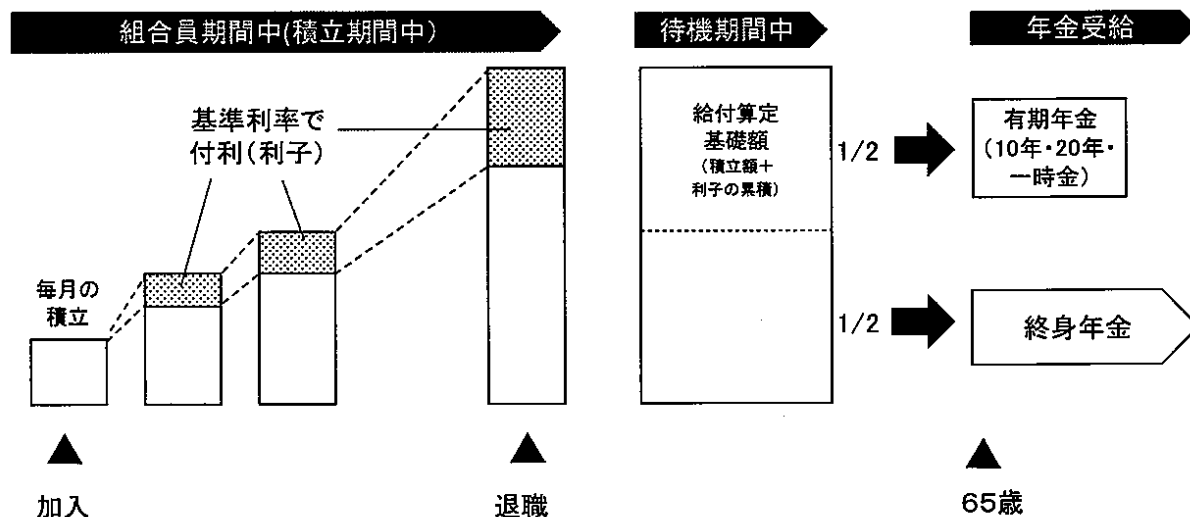 組合員期間中(積立期間中)
待機期間中
年金受給
基準利率で
付利(利子)
毎月の
積立
給付算定
基礎額
(積立額+
利子の累積)
1/2
有期年金
(10年・20年・
一時金)
1/2
終身年金
加入
退職
65歳